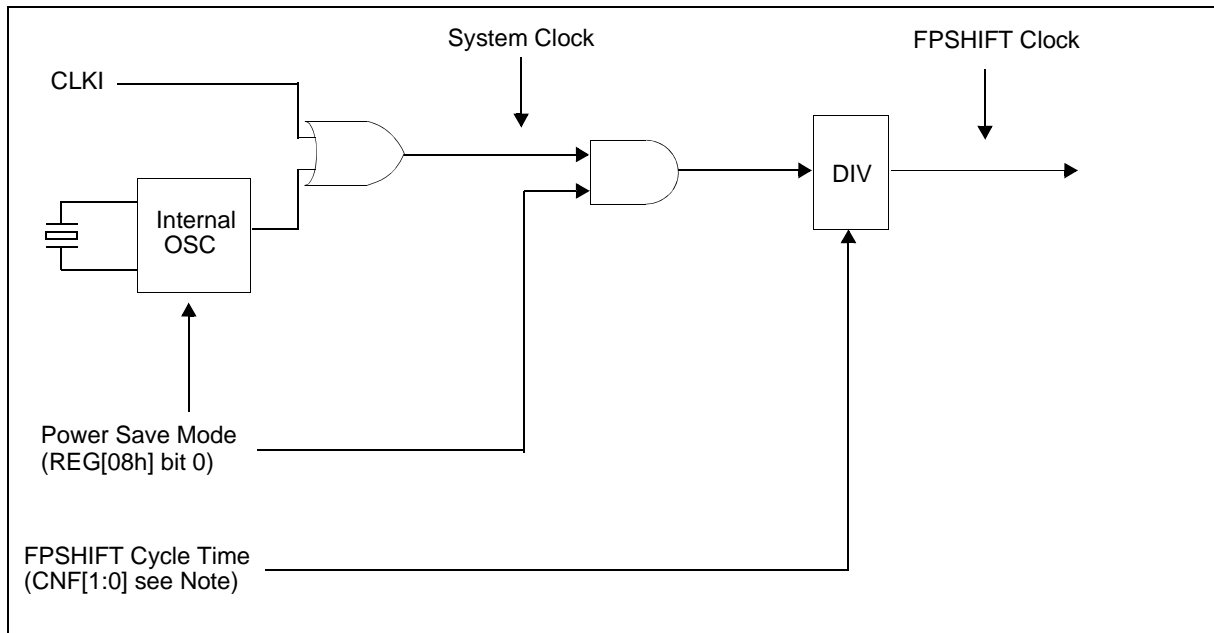 System Clock
FPSHIFT Clock
CLKI
DIV
Internal
OSC
Power Save Mode
(REG[08h] bit 0)
FPSHIFT Cycle Time
(CNF[1:0] see Note)